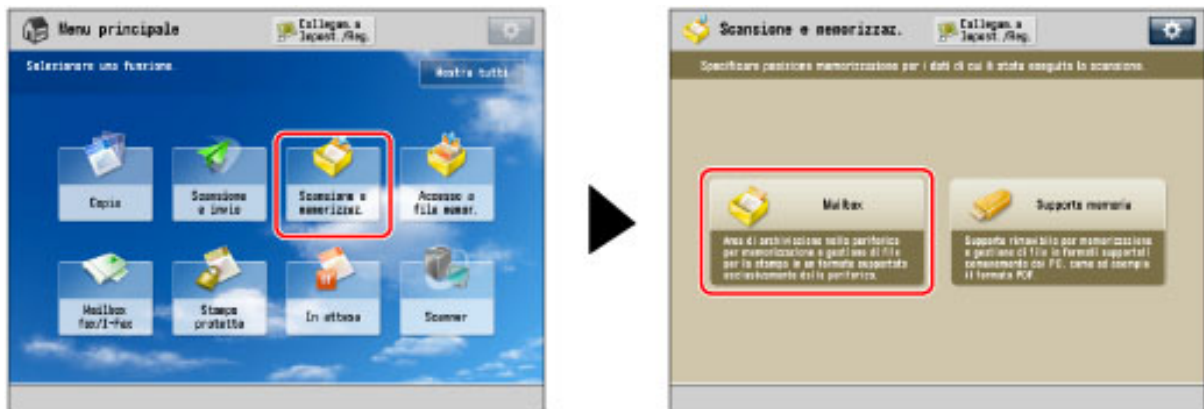 Menu principale
Collegam.a
Impost./Reg.
Selezionare una funzione.
Mostra tutti
Copia
Scansione
e invio
Scansione e
memorizzaz.
Accesso a
file memor.
Mailbox
fax/I-Fax
Stampa
protetta
In attesa
Scanner
Scansione e memorizzaz.
Collegam.a
Impost./Reg.
Specificare posizione memorizzazione per i dati di cui è stata eseguita la scansione.
Mailbox
Area di archiviazione nella periferica
per memorizzazione e gestione di file
per la stampa in un formato supportato
esclusivamente dalla periferica.
Supporto memoria
Supporto rimovibile per memorizzazione
e gestione di file in formati supportati
comunemente dai PC, come ad esempio
il formato PDF